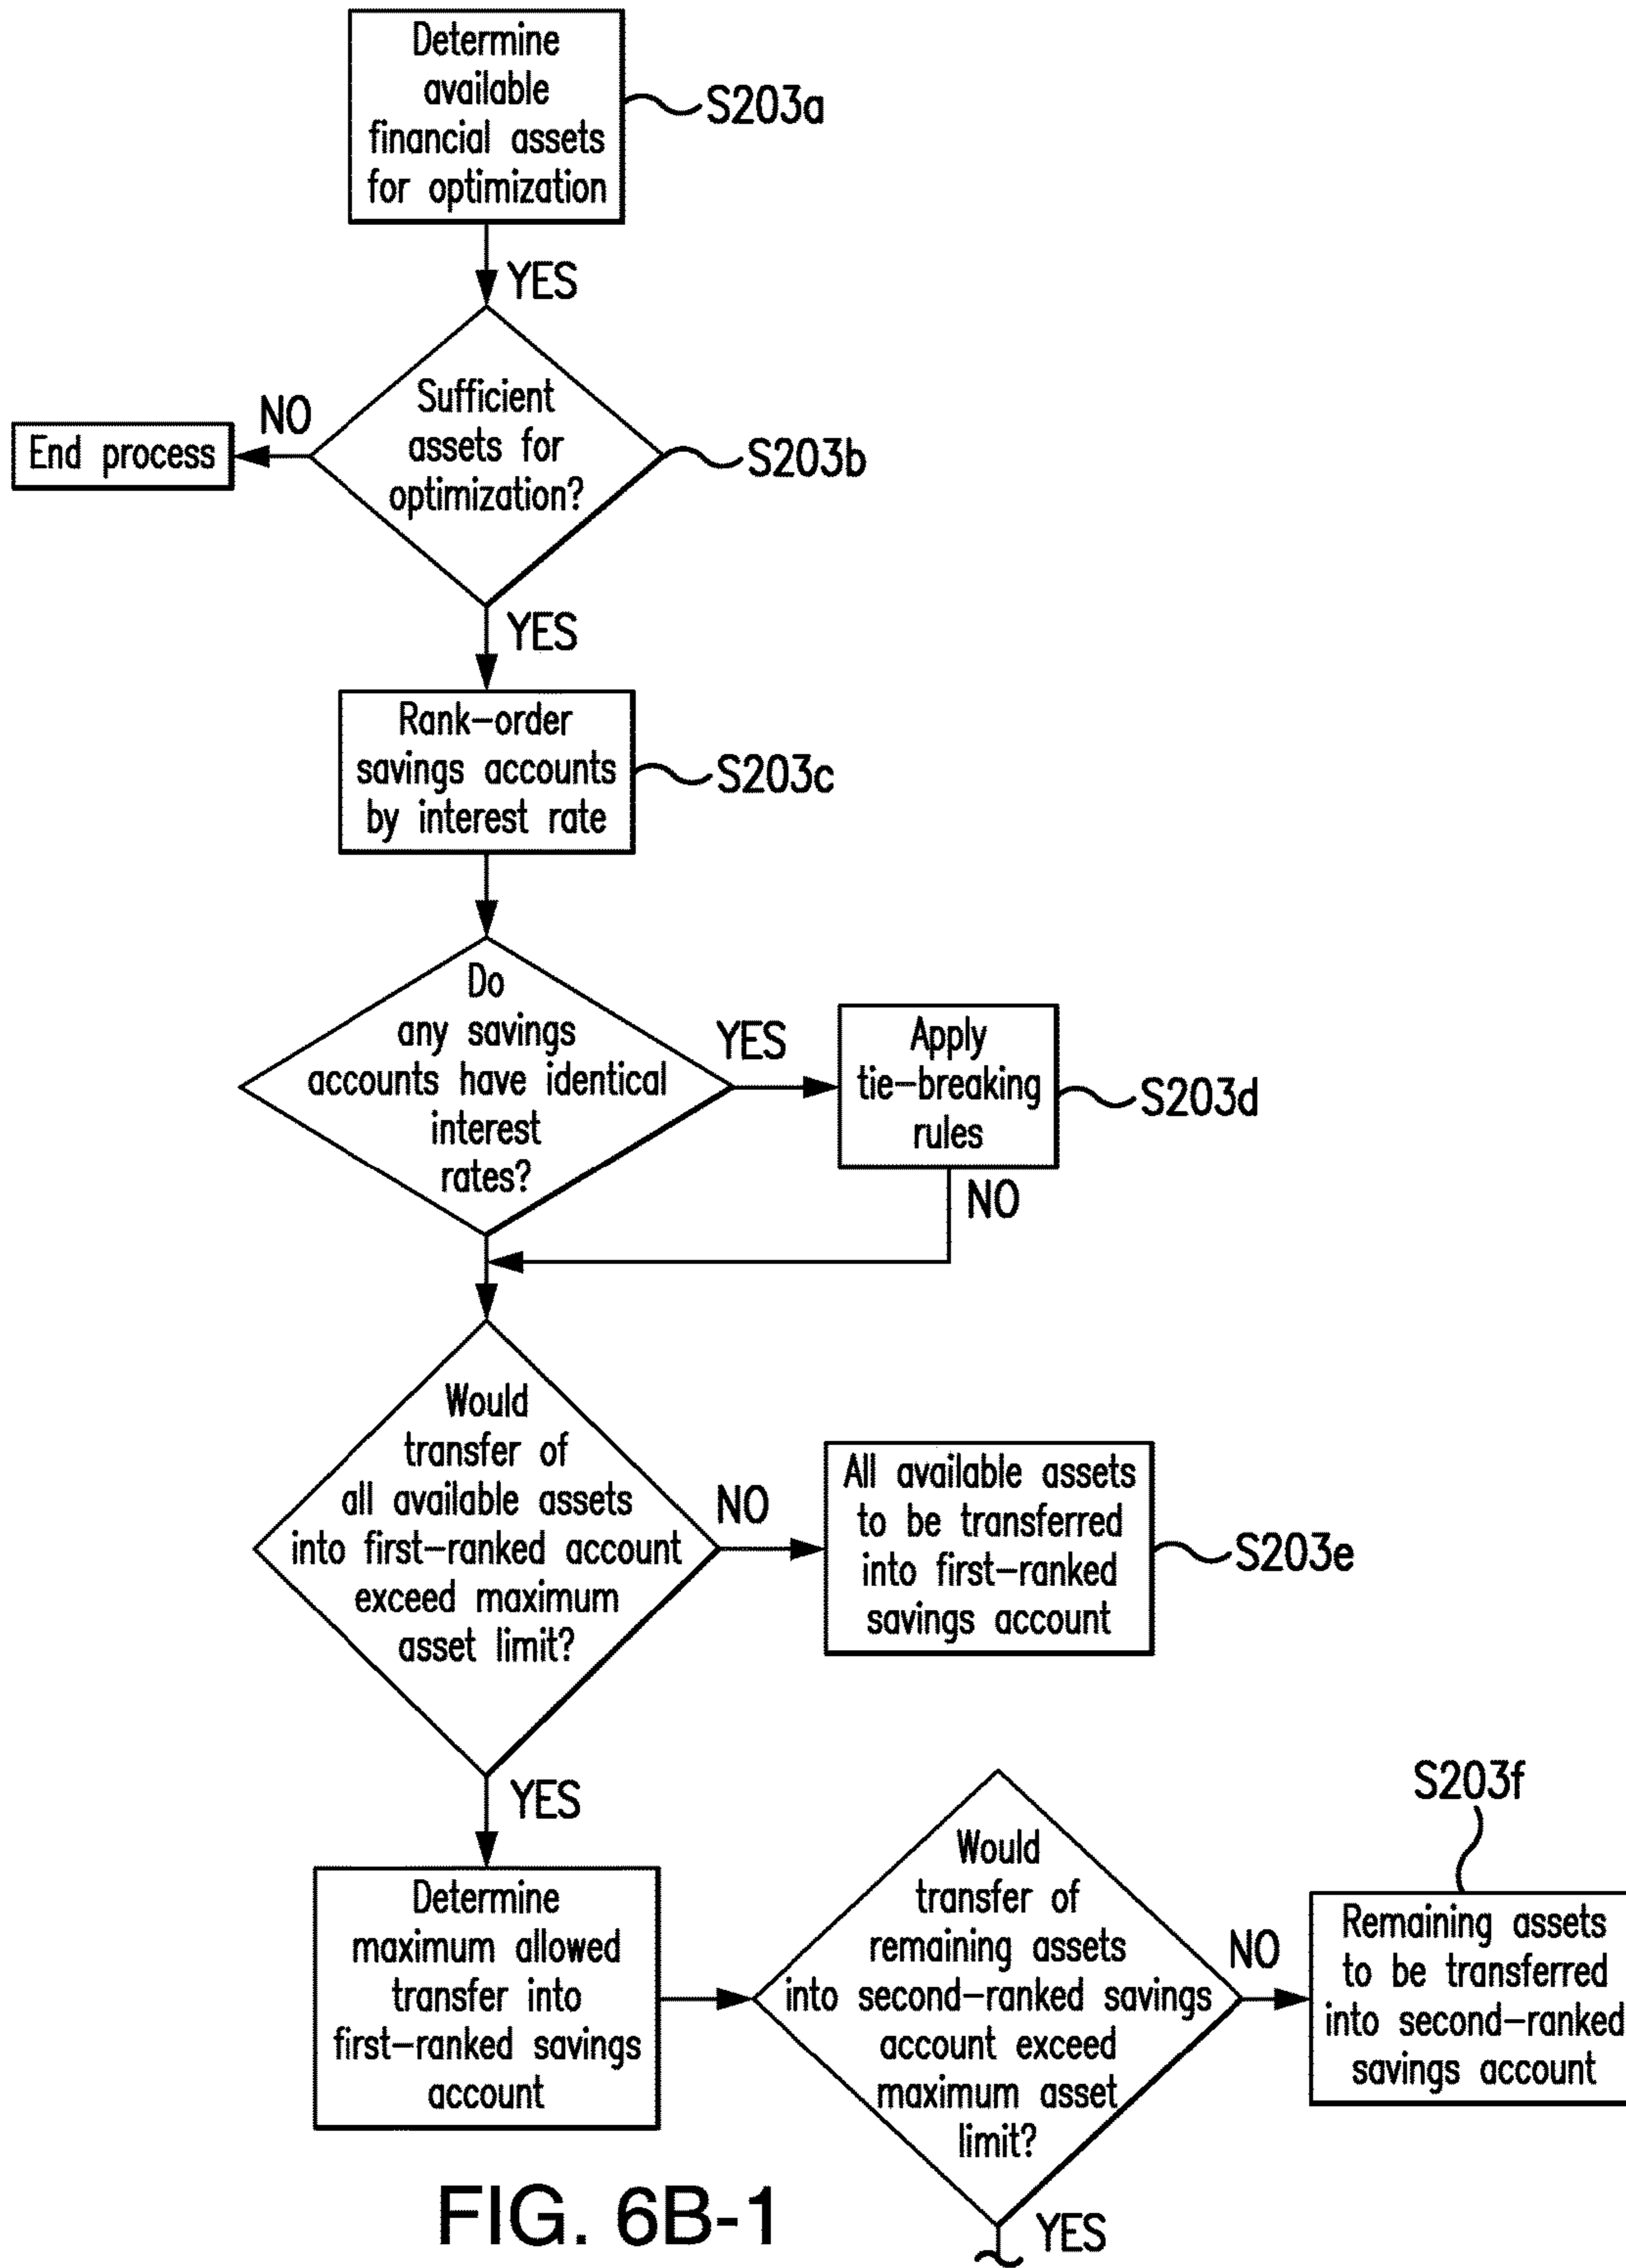 Determine
available
financial assets
for optimization
S203a
YES
Sufficient
assets for
optimization?
NO
End process
S203b
YES
Rank-order
savings accounts
by interest rate
S203c
Do
any savings
accounts have identical
interest
rates?
YES
Apply
tie-breaking
rules
S203d
NO
Would
transfer of
all available assets
into first-ranked account
exceed maximum
asset limit?
NO
All available assets
to be transferred
into first-ranked
savings account
S203e
YES
Determine
maximum allowed
transfer into
first-ranked savings
account
Would
transfer of
remaining assets
into second-ranked savings
account exceed
maximum asset
limit?
NO
S203f
Remaining assets
to be transferred
into second-ranked
savings account
YES
FIG. 6B-1